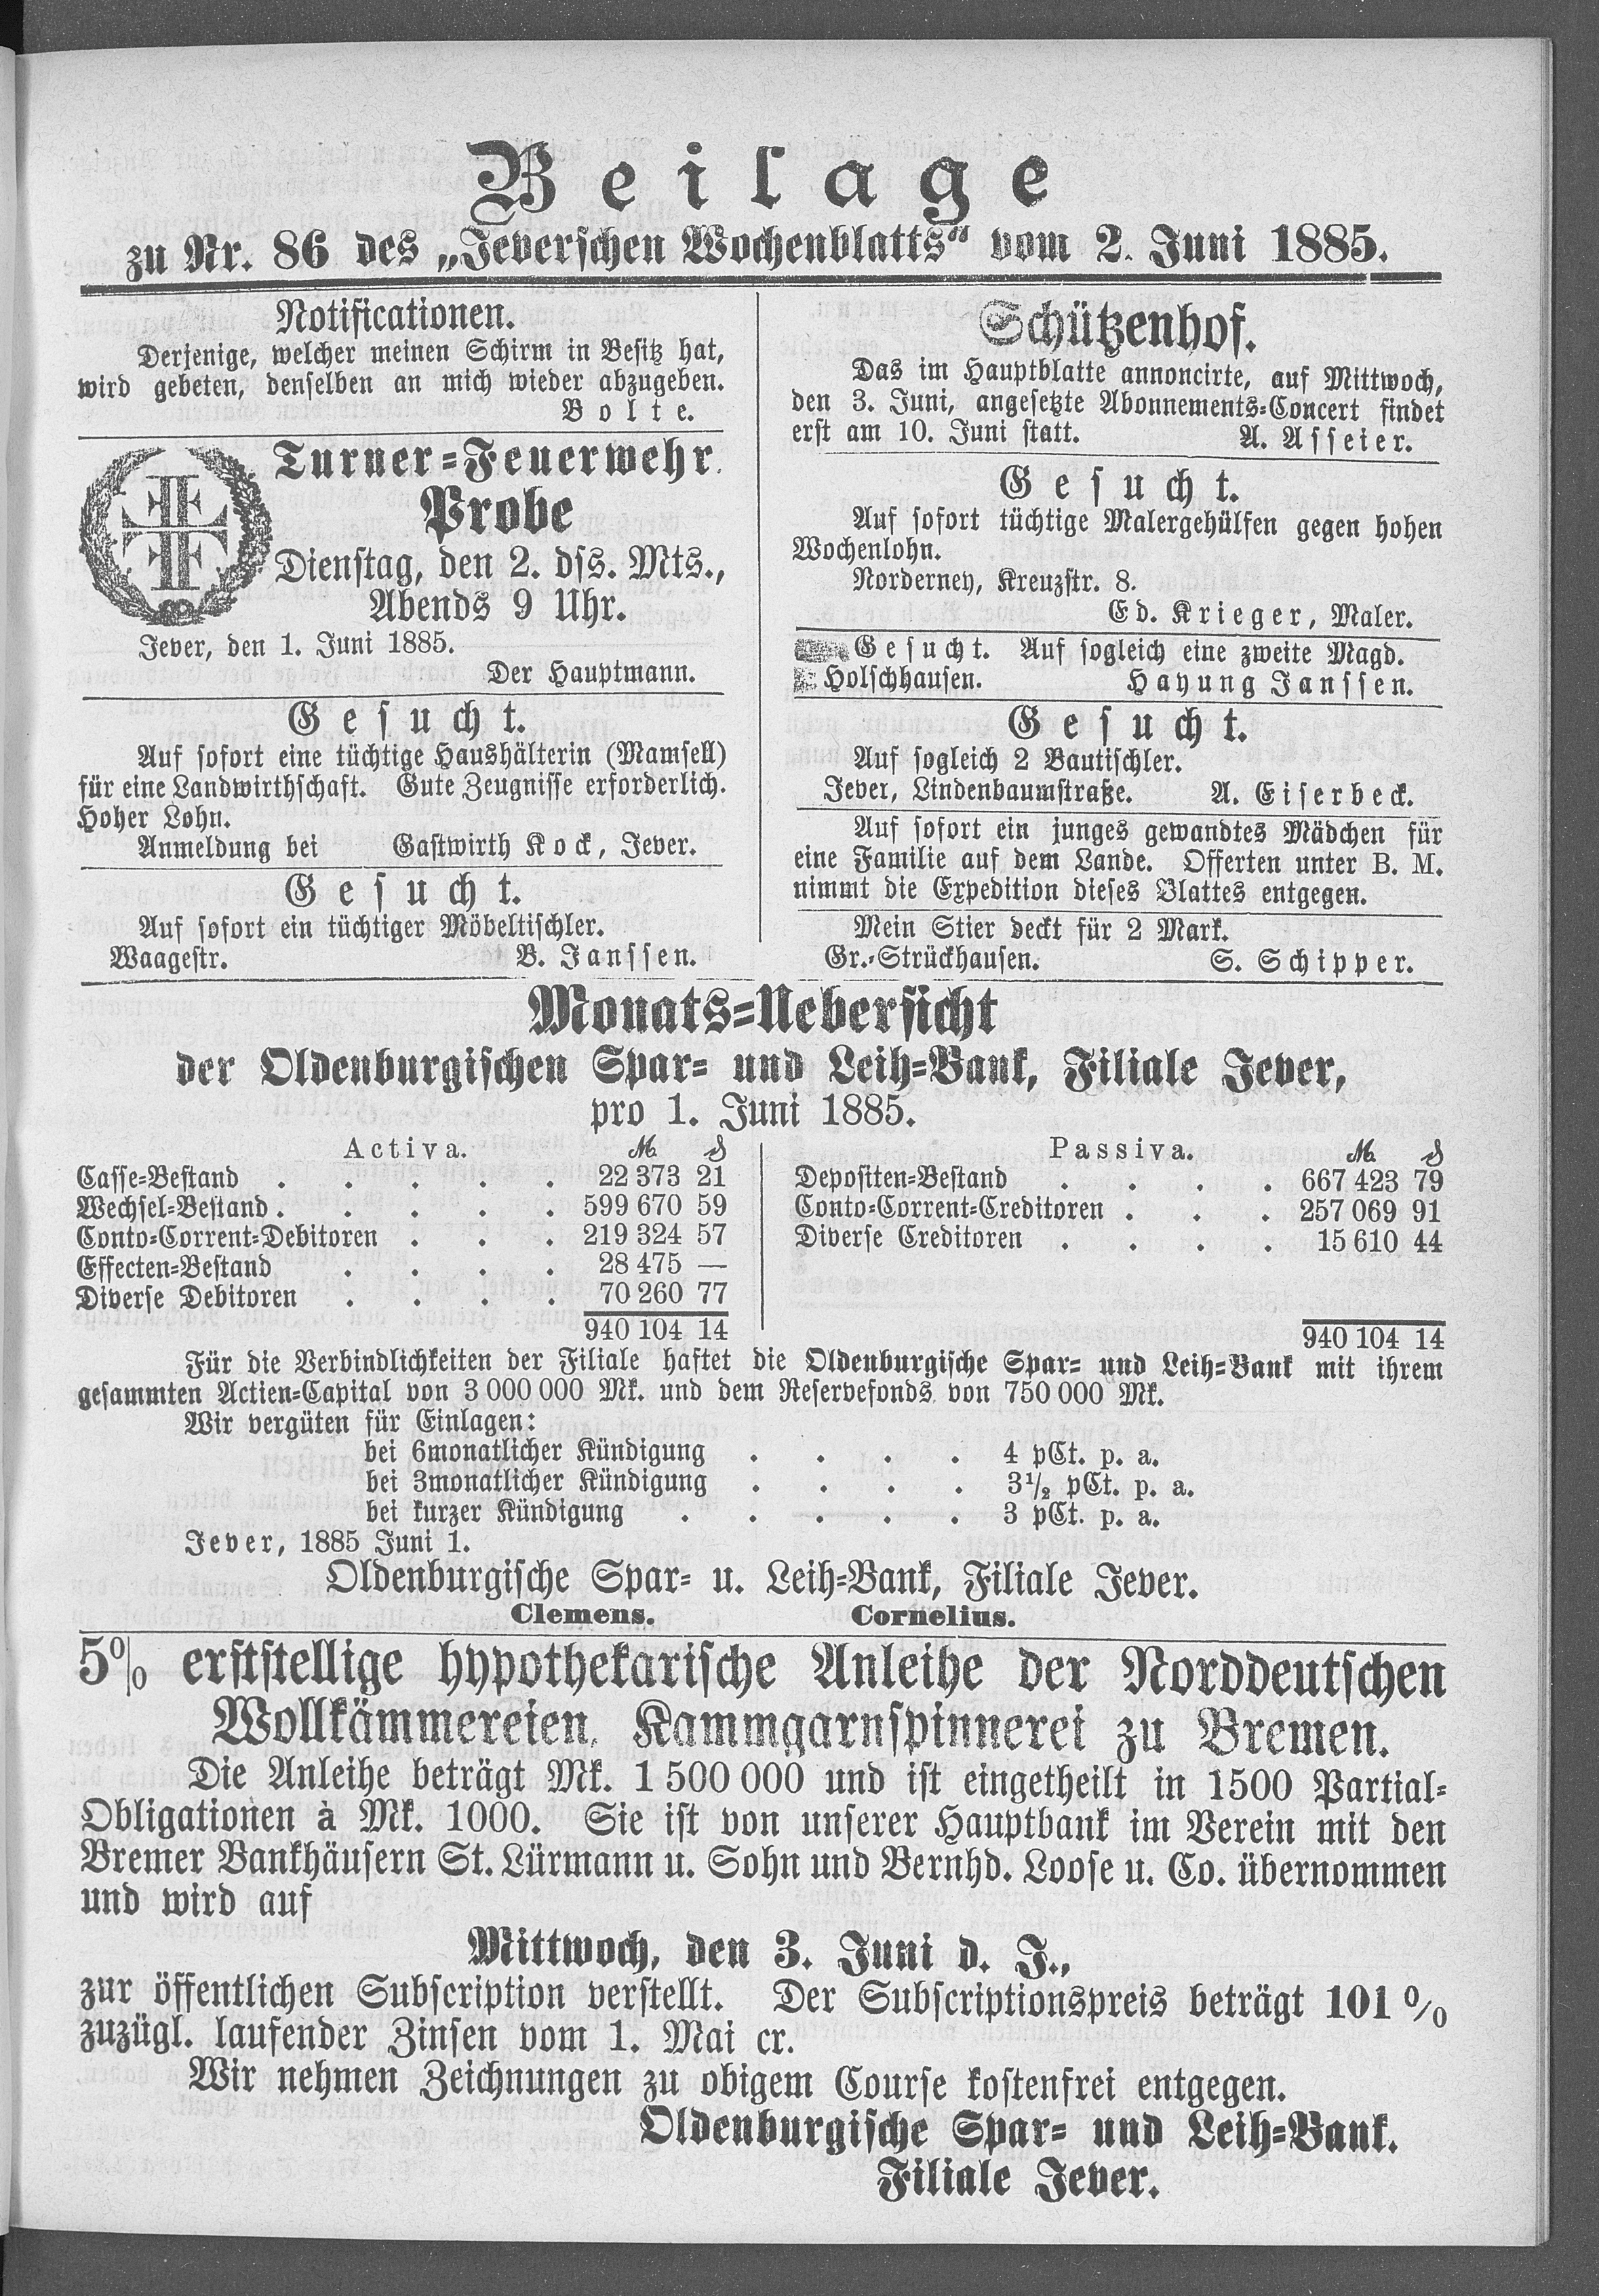 Beilage
zu Nr. 86 des „Jeverschen Wochenblatts“ vom 2. Juni 1885.
Notificationen.
Derjenige, welcher meinen Schirm in Besitz hat,
wird gebeten, denselben an mich wieder abzugeben.
Bolte.
Turner-Feuerwehr.
Probe
Dienstag, den 2. dss. Mts.,
Abends 9 Uhr.
Jever, den 1. Juni 1885.
Der Hauptmann.
Gesucht.
Auf sofort eine tüchtige Haushälterin (Mamsell)
für eine Landwirthschaft. Gute Zeugnisse erforderlich.
Hoher Lohn.
Anmeldung bei Gastwirth Kock, Jever.
Gesucht.
Auf sofort ein tüchtiger Möbeltischler.
Waagestr. B. Janssen.
Schützenhof.
Das im Hauptblatte annoncirte, auf Mittwoch,
den 3. Juni, angesetzte Abonnements-Concert findet
erst am 10. Juni statt. A. Asseier.
Gesucht.
Auf sofort tüchtige Malergehülfen gegen hohen
Wochenlohn.
Norderney, Kreuzstr. 8.
Ed. Krieger, Maler.
Gesucht. Auf sogleich eine zweite Magd.
Holschhausen. Hayung Janssen.
Gesucht.
Auf sogleich 2 Bautischler.
Jever, Lindenbaumstraße. A. Eiserbeck.
Auf sofort ein junges gewandtes Mädchen für
eine Familie auf dem Lande. Offerten unter B. M.
nimmt die Expedition dieses Blattes entgegen.
Mein Stier deckt für 2 Mark.
Gr.-Strückhausen. S. Schipper.
Monats-Uebersicht
der Oldenburgischen Spar- und Leih-Bank, Filiale Jever,
pro 1. Juni 1885.
Activa. M. ₰
Casse-Bestand . . . . . 22 373 21
Wechsel-Bestand . . . . . 599 670 59
Conto-Corrent-Debitoren . . . 219 324 57
Effecten-Bestand . . . . 28 475 —
Diverse Debitoren . . . . 70 260 77
940 104 14
Passiva. M. ₰
Depositen-Bestand . . . . 667 423 79
Conto-Corrent-Creditoren . . . 257 069 91
Diverse Creditoren . . . . 15 610 44
940 104 14
Für die Verbindlichkeiten der Filiale haftet die Oldenburgische Spar- und Leih-Bank mit ihrem
gesammten Actien-Capital von 3 000 000 Mk. und dem Reservefonds von 750 000 Mk.
Wir vergüten für Einlagen:
bei 6monatlicher Kündigung . . . . 4 pCt. p. a.
bei 3monatlicher Kündigung . . . . 3½ pCt. p. a.
bei kurzer Kündigung . . . . . 3 pCt. p. a.
Jever, 1885 Juni 1.
Oldenburgische Spar- u. Leih-Bank, Filiale Jever.
Clemens. Cornelius.
5% erststellige hypothekarische Anleihe der Norddeutschen
Wollkämmereien, Kammgarnspinnerei zu Bremen.
Die Anleihe beträgt Mk. 1 500 000 und ist eingetheilt in 1500 Partial-
Obligationen à Mk. 1000. Sie ist von unserer Hauptbank im Verein mit den
Bremer Bankhäusern St. Lürmann u. Sohn und Bernhd. Loose u. Co. übernommen
und wird auf
Mittwoch, den 3. Juni d. J.,
zur öffentlichen Subscription verstellt. Der Subscriptionspreis beträgt 101 %
zuzügl. laufender Zinsen vom 1. Mai cr.
Wir nehmen Zeichnungen zu obigem Course kostenfrei entgegen.
Oldenburgische Spar- und Leih-Bank.
Filiale Jever.